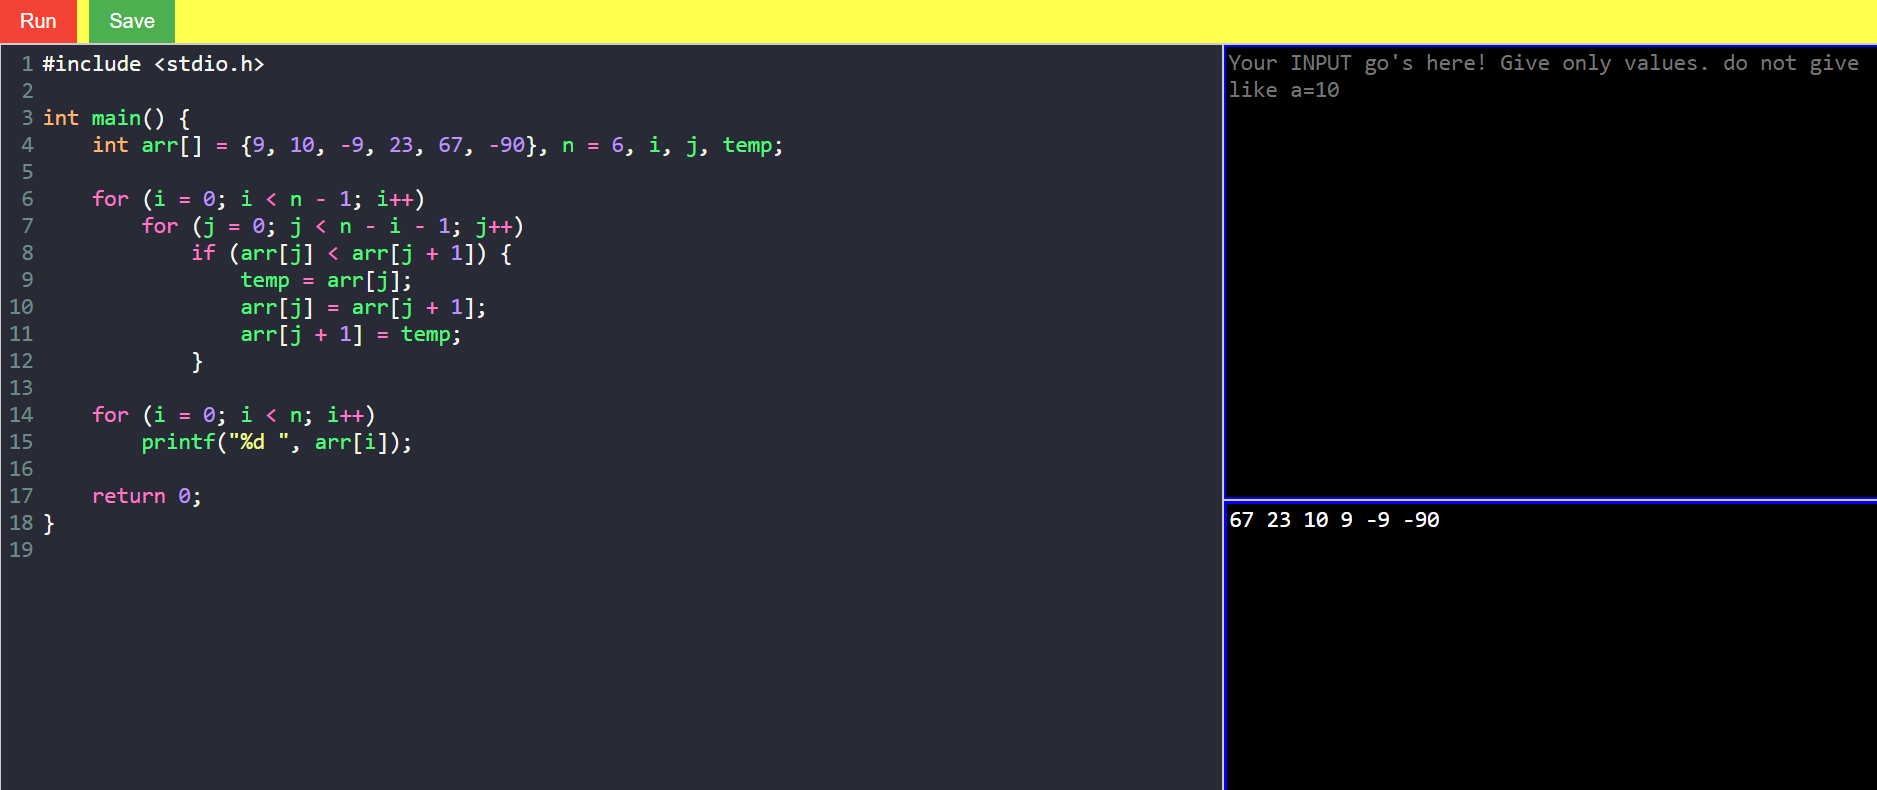 Run Save
1 #include <stdio.h>
2
3 int main() {
4     int arr[] = {9, 10, -9, 23, 67, -90}, n = 6, i, j, temp;
5
6     for (i = 0; i < n - 1; i++)
7         for (j = 0; j < n - i - 1; j++)
8             if (arr[j] < arr[j + 1]) {
9                 temp = arr[j];
10                 arr[j] = arr[j + 1];
11                 arr[j + 1] = temp;
12             }
13
14     for (i = 0; i < n; i++)
15         printf("%d ", arr[i]);
16
17     return 0;
18 }
19
Your INPUT go's here! Give only values. do not give
like a=10
67 23 10 9 -9 -90